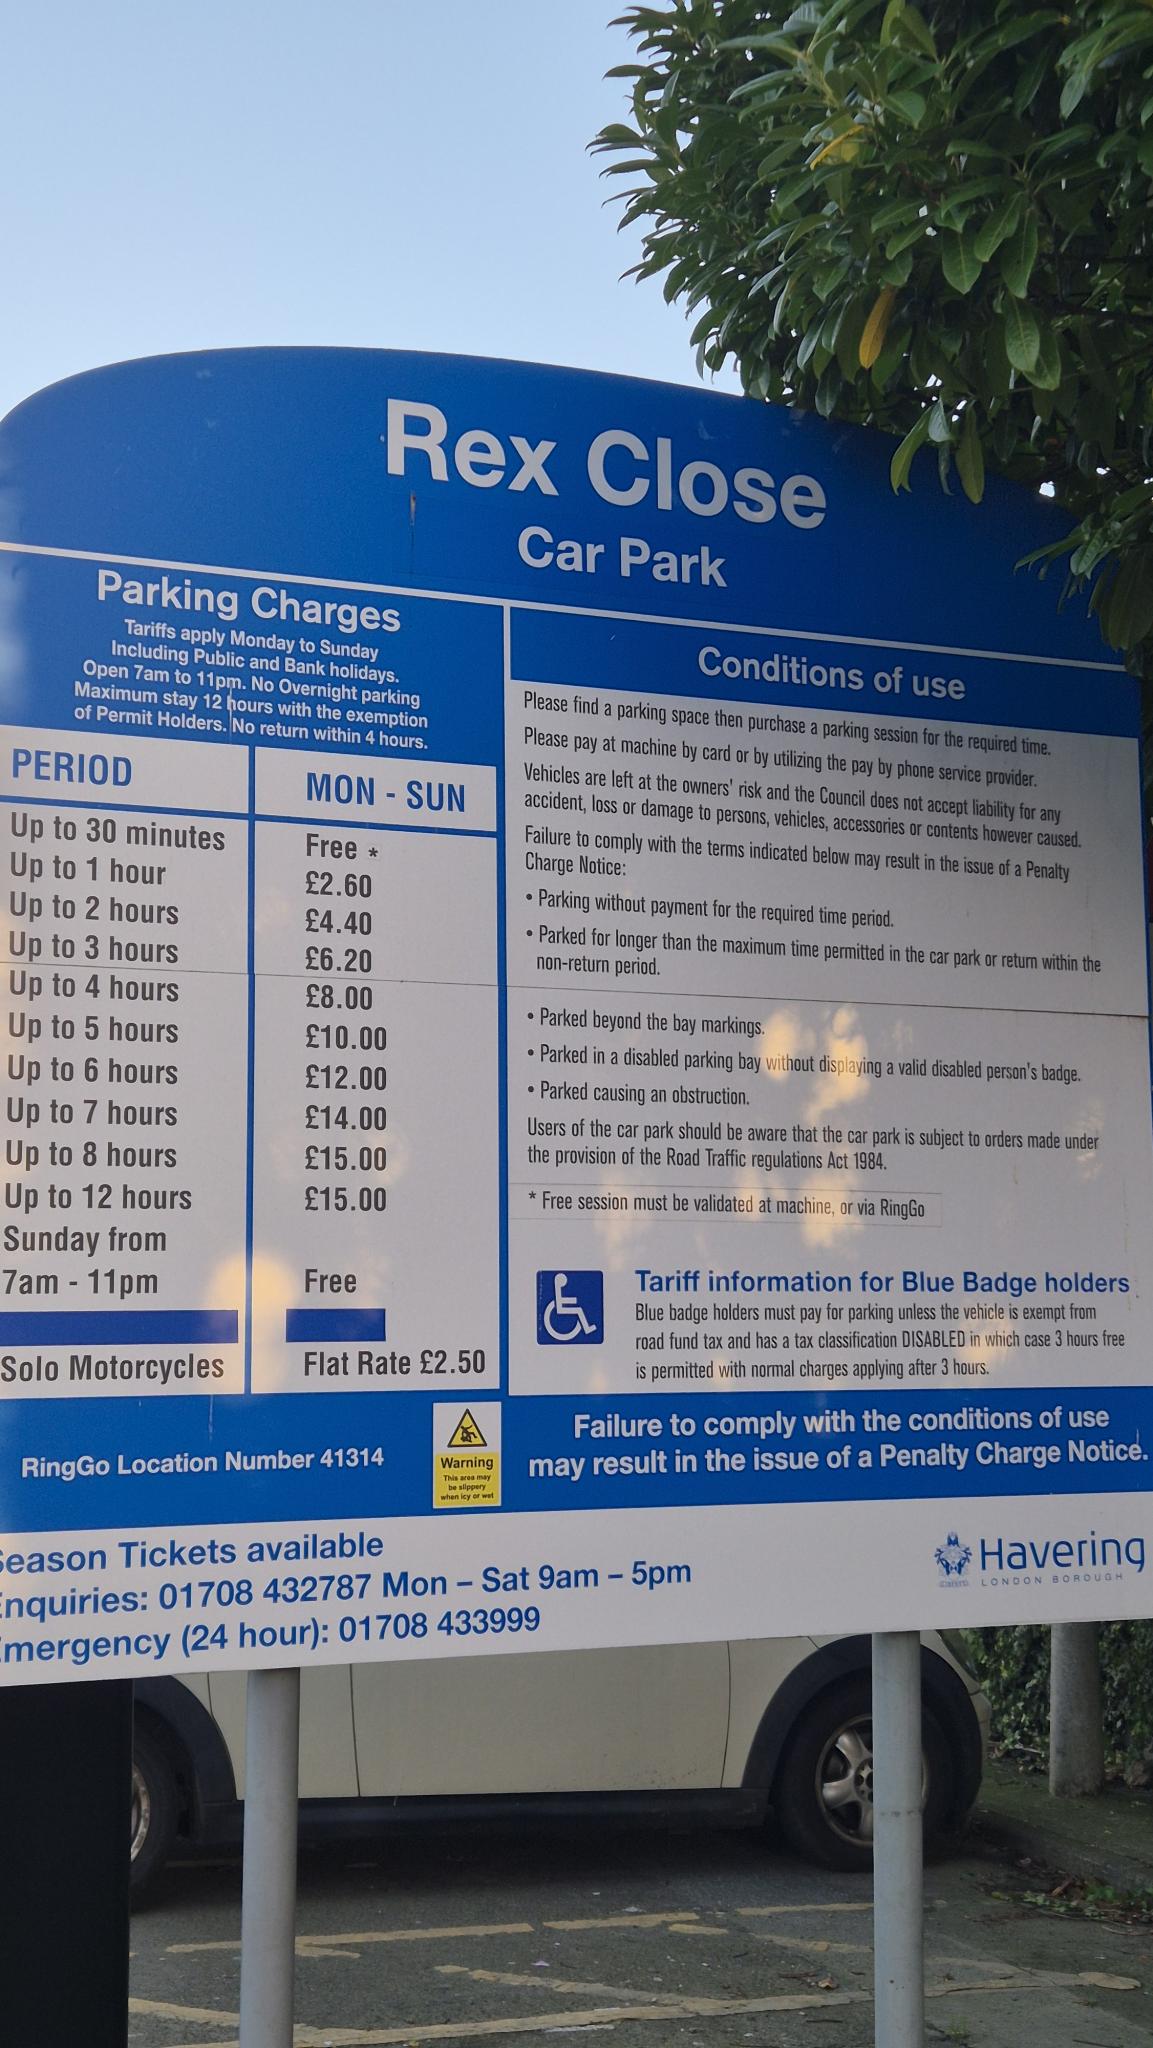 Rex Close
Car Park
Parking Charges
Tariffs apply Monday to Sunday
Including Public and Bank holidays.
Open 7am to 11pm. No Overnight parking
Maximum stay 12 hours with the exemption
of Permit Holders. No return within 4 hours.
PERIOD MON - SUN
Up to 30 minutes Free *
Up to 1 hour £2.60
Up to 2 hours £4.40
Up to 3 hours £6.20
Up to 4 hours £8.00
Up to 5 hours £10.00
Up to 6 hours £12.00
Up to 7 hours £14.00
Up to 8 hours £15.00
Up to 12 hours £15.00
Sunday from
7am - 11pm Free
Solo Motorcycles Flat Rate £2.50
Conditions of use
Please find a parking space then purchase a parking session for the required time.
Please pay at machine by card or by utilizing the pay by phone service provider.
Vehicles are left at the owners' risk and the Council does not accept liability for any
accident, loss or damage to persons, vehicles, accessories or contents however caused.
Failure to comply with the terms indicated below may result in the issue of a Penalty
Charge Notice:
• Parking without payment for the required time period.
• Parked for longer than the maximum time permitted in the car park or return within the
non-return period.
• Parked beyond the bay markings.
• Parked in a disabled parking bay without displaying a valid disabled person's badge.
• Parked causing an obstruction.
Users of the car park should be aware that the car park is subject to orders made under
the provision of the Road Traffic regulations Act 1984.
* Free session must be validated at machine, or via RingGo
Tariff information for Blue Badge holders
Blue badge holders must pay for parking unless the vehicle is exempt from
road fund tax and has a tax classification DISABLED in which case 3 hours free
is permitted with normal charges applying after 3 hours.
RingGo Location Number 41314
Warning
This area may
be slippery
when icy or wet
Failure to comply with the conditions of use
may result in the issue of a Penalty Charge Notice.
Season Tickets available
Enquiries: 01708 432787 Mon – Sat 9am – 5pm
Emergency (24 hour): 01708 433999
Havering
LONDON BOROUGH